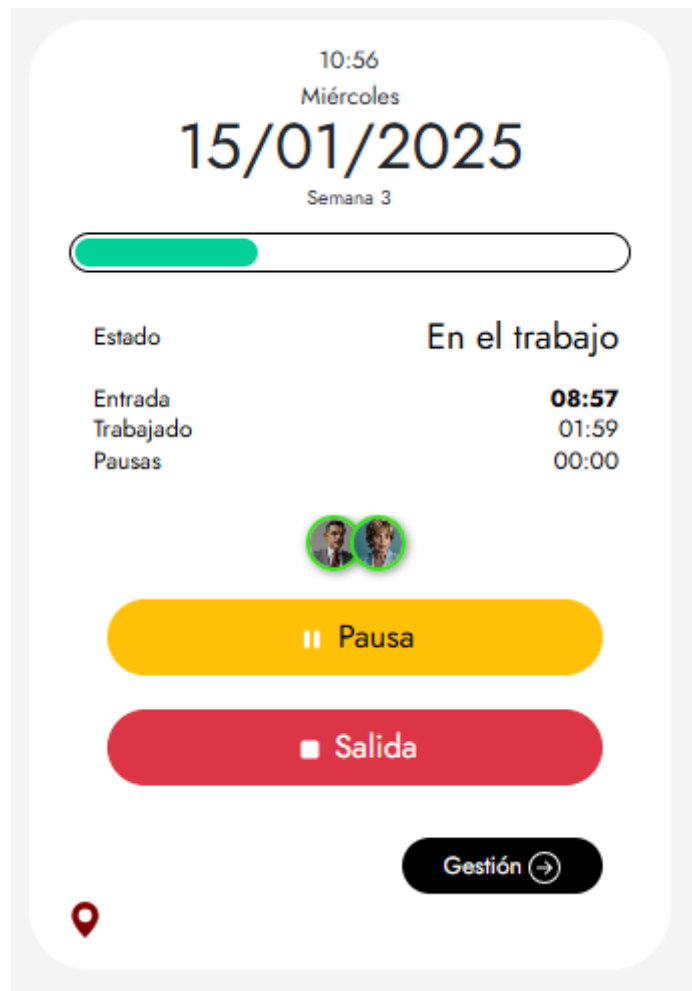 10:56
Miércoles
15/01/2025
Semana 3
Estado En el trabajo
Entrada 08:57
Trabajado 01:59
Pausas 00:00
Pausa
Salida
Gestión